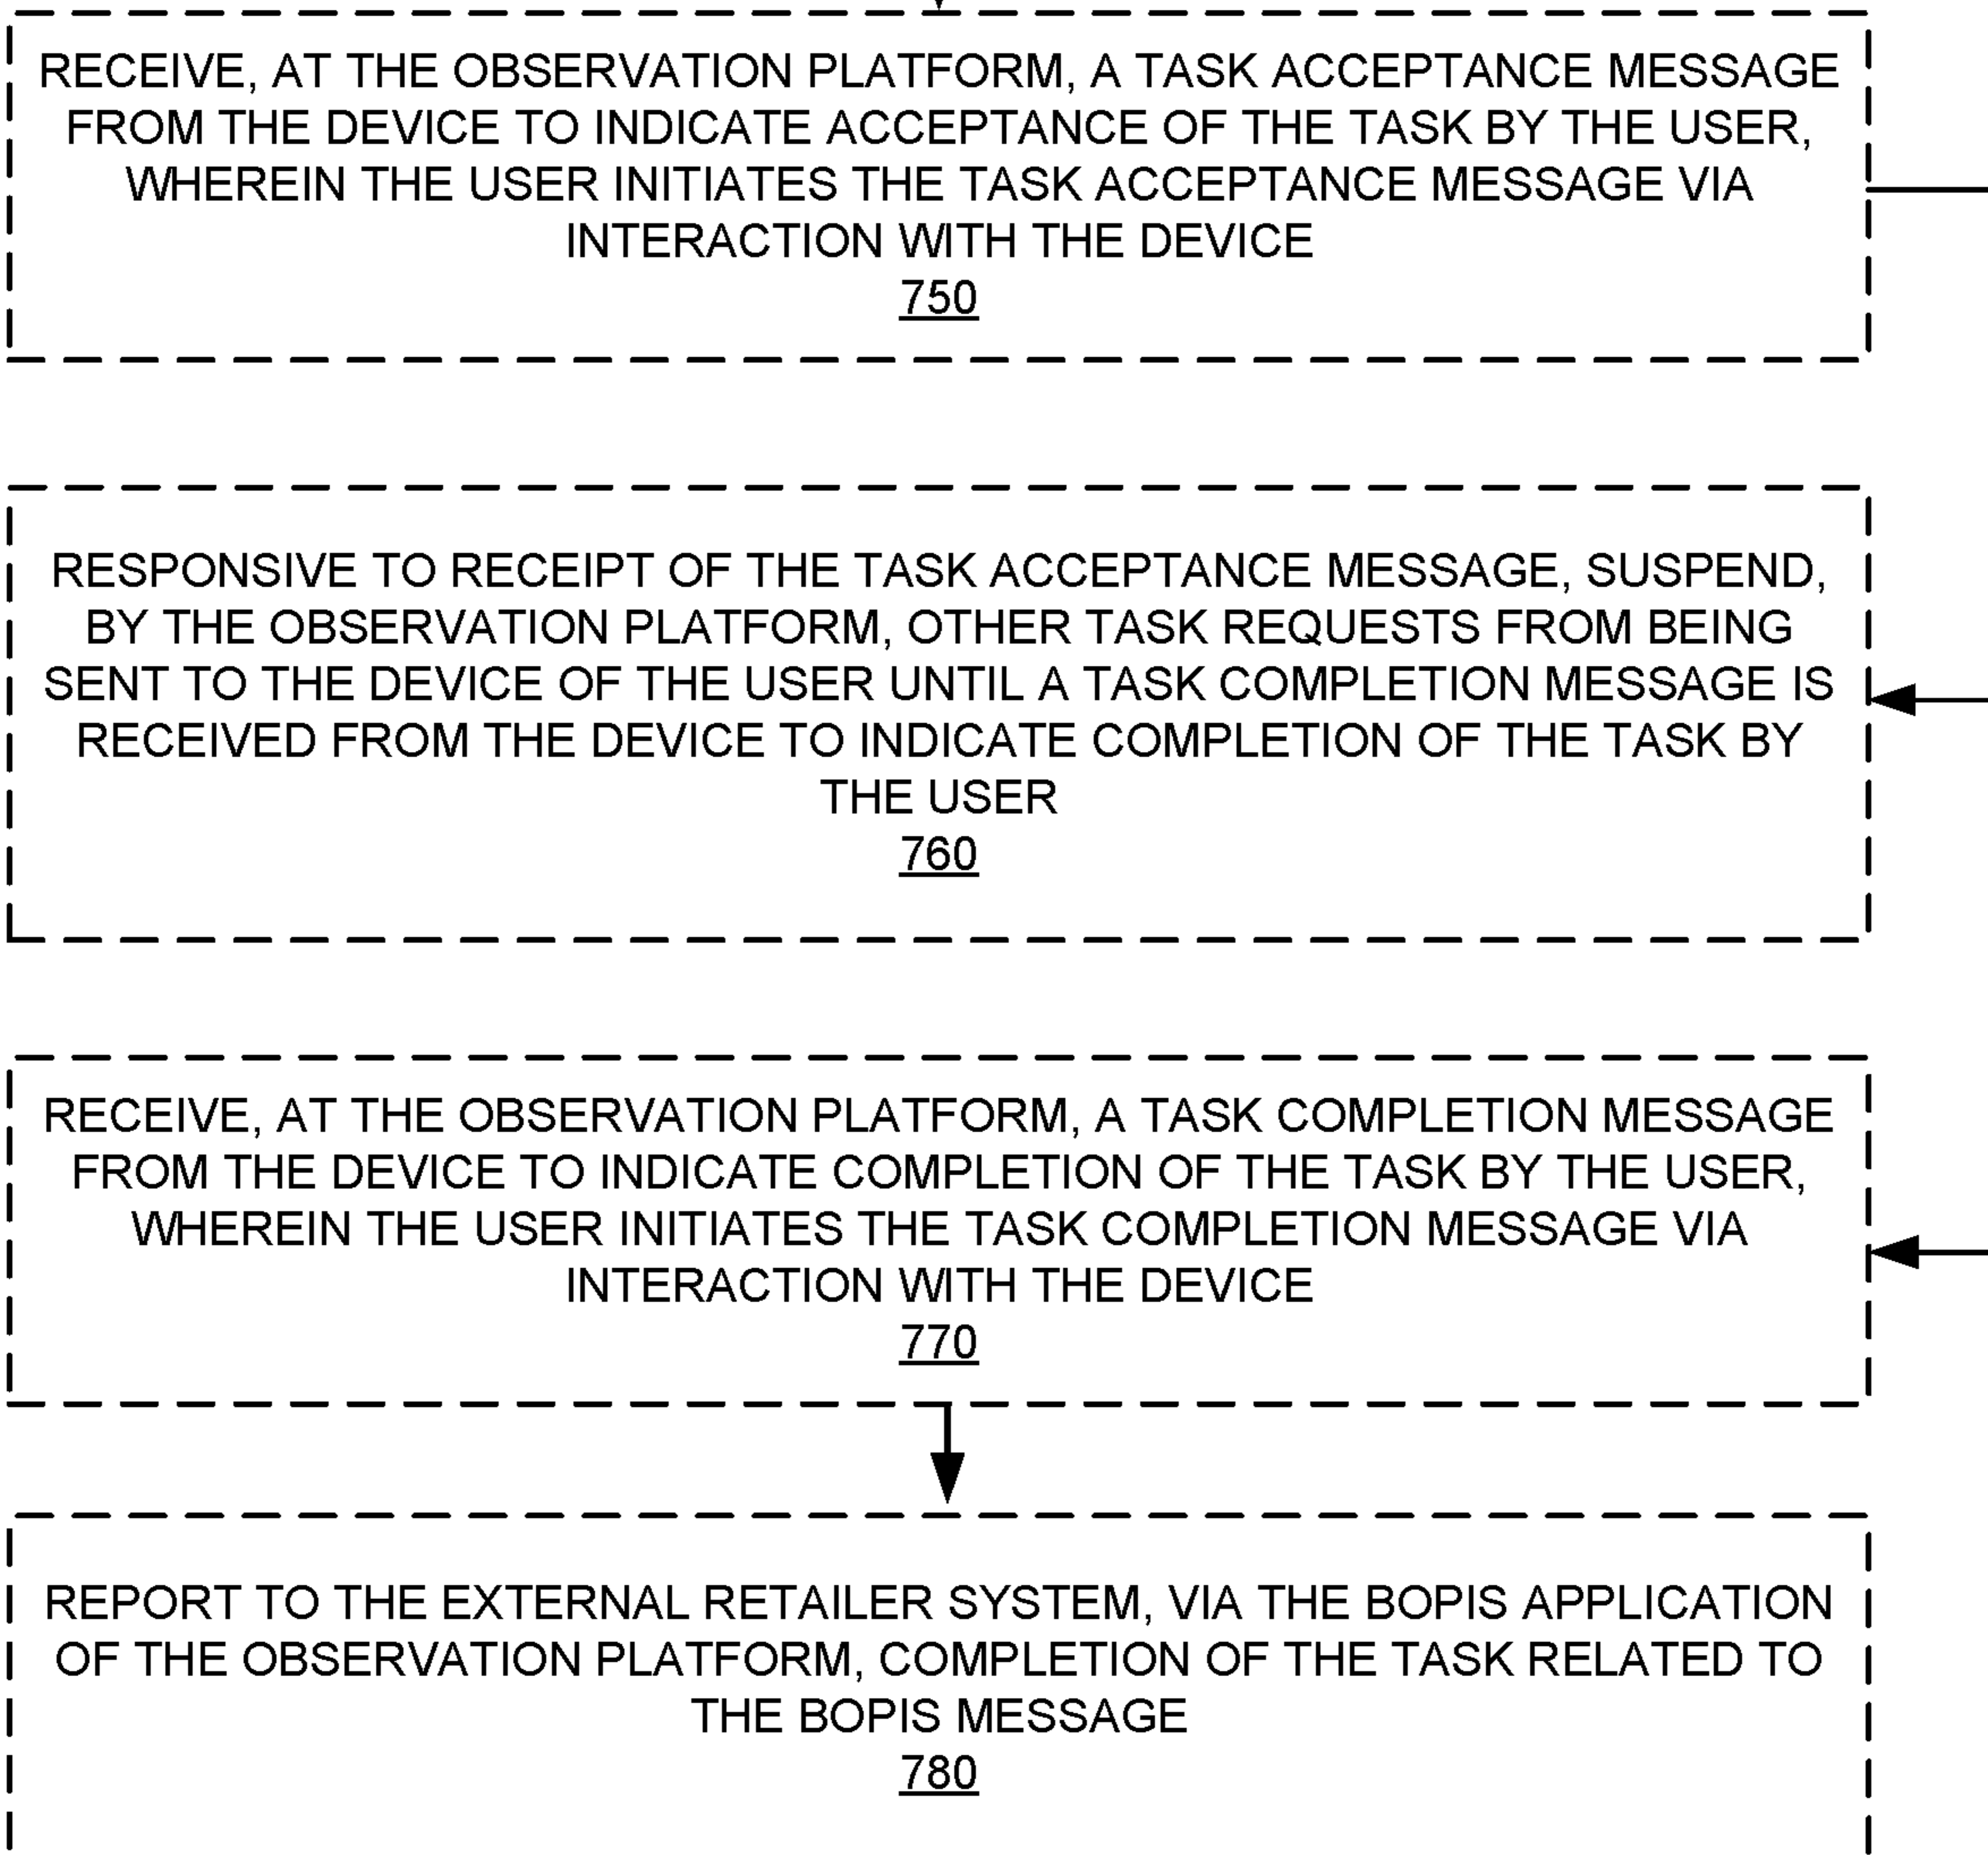 RECEIVE, AT THE OBSERVATION PLATFORM, A TASK ACCEPTANCE MESSAGE
FROM THE DEVICE TO INDICATE ACCEPTANCE OF THE TASK BY THE USER,
WHEREIN THE USER INITIATES THE TASK ACCEPTANCE MESSAGE VIA
INTERACTION WITH THE DEVICE
750
RESPONSIVE TO RECEIPT OF THE TASK ACCEPTANCE MESSAGE, SUSPEND,
BY THE OBSERVATION PLATFORM, OTHER TASK REQUESTS FROM BEING
SENT TO THE DEVICE OF THE USER UNTIL A TASK COMPLETION MESSAGE IS
RECEIVED FROM THE DEVICE TO INDICATE COMPLETION OF THE TASK BY
THE USER
760
RECEIVE, AT THE OBSERVATION PLATFORM, A TASK COMPLETION MESSAGE
FROM THE DEVICE TO INDICATE COMPLETION OF THE TASK BY THE USER,
WHEREIN THE USER INITIATES THE TASK COMPLETION MESSAGE VIA
INTERACTION WITH THE DEVICE
770
REPORT TO THE EXTERNAL RETAILER SYSTEM, VIA THE BOPIS APPLICATION
OF THE OBSERVATION PLATFORM, COMPLETION OF THE TASK RELATED TO
THE BOPIS MESSAGE
780